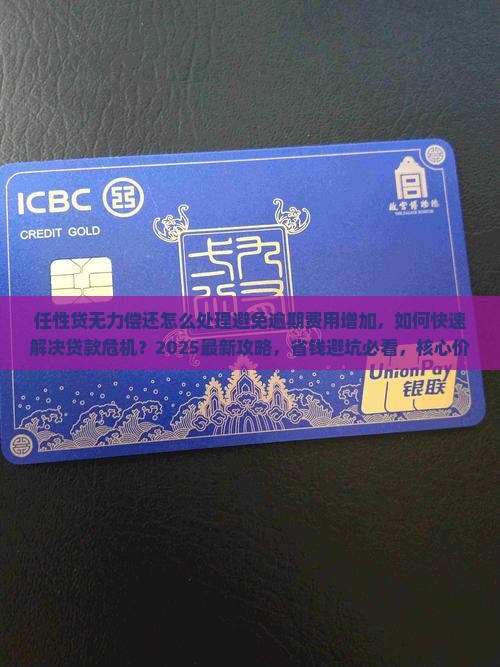 ICBC
CREDIT GOLD
故宫博物院
THE PALACE MUSEUM
任性贷无力偿还怎么处理避免逾期费用增加，如何快速
解决贷款危机？2025最新攻略，省钱避坑必看，核心价
UnionPay
银联